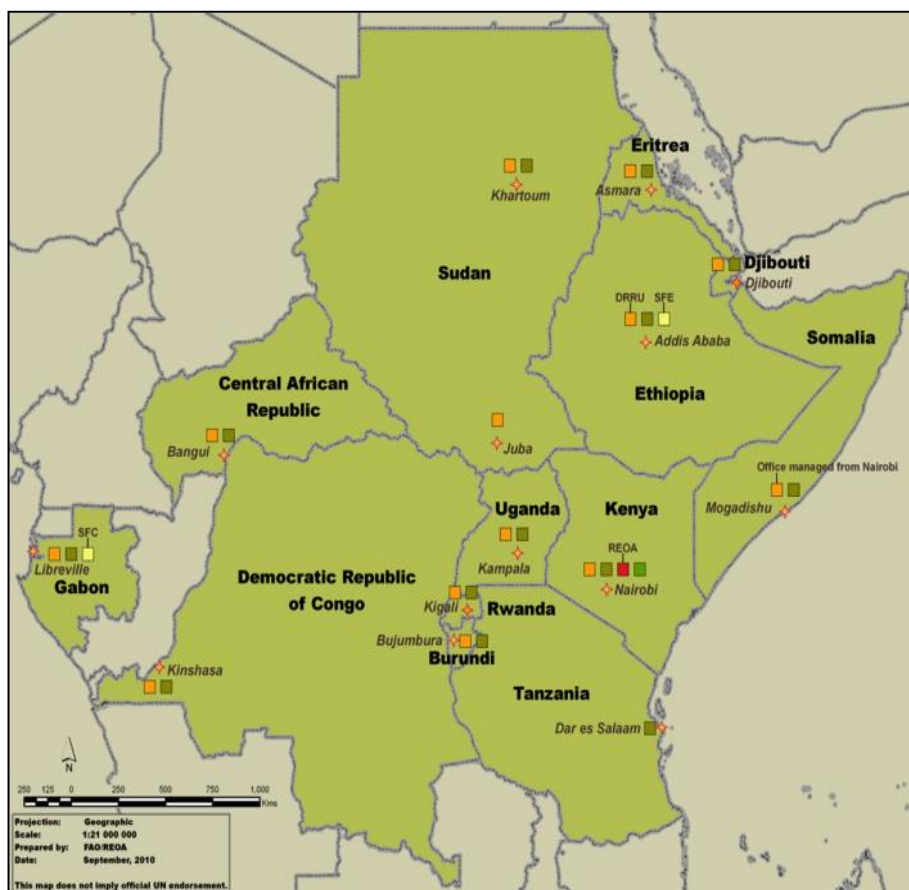 Eritrea
Khartoum
Asmara
Sudan
Djibouti
Djibouti
DRRU SFE
Addis Ababa
Somalia
Ethiopia
Central African
Republic
Bangui
Juba
Office managed from Nairobi
Mogadishu
Uganda
Kenya
Kampala
REOA
Nairobi
SFC
Libreville
Gabon
Democratic Republic
of Congo
Kigali
Rwanda
Bujumbura
Burundi
Kinshasa
Tanzania
Dar es Salaam
N
250 125 0 250 500 750 1,000
Kms
Projection: Geographic
Scale: 1:21 000 000
Prepared by: FAO/REOA
Date: September, 2010
This map does not imply official UN endorsement.